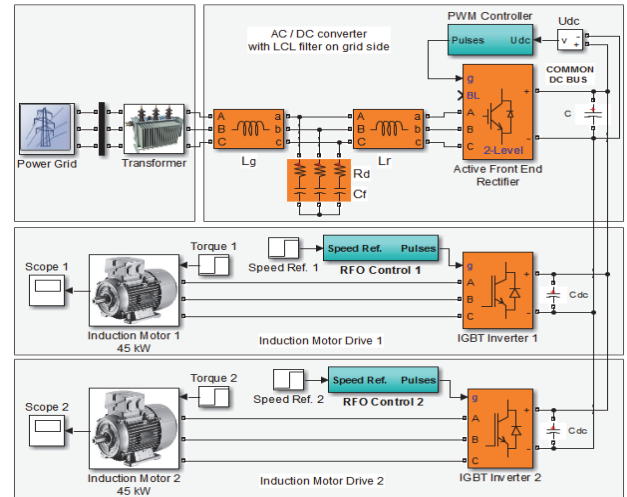 AC / DC converter
with LCL filter on grid side
PWM Controller
Pulses Udc
Udc
v + -
Power Grid
Transformer
A B C
Lg
a b c
Rd
Cf
A B C
Lr
a b c
g
BL
A
B
C
+
-
2-Level
Active Front End
Rectifier
COMMON
DC BUS
C
Scope 1
Induction Motor 1
45 kW
Torque 1
Speed Ref. 1
Speed Ref. Pulses
RFO Control 1
g
A
B
C
+
-
IGBT Inverter 1
Cdc
Induction Motor Drive 1
Scope 2
Induction Motor 2
45 kW
Torque 2
Speed Ref. 2
Speed Ref. Pulses
RFO Control 2
g
A
B
C
+
-
IGBT Inverter 2
Cdc
Induction Motor Drive 2